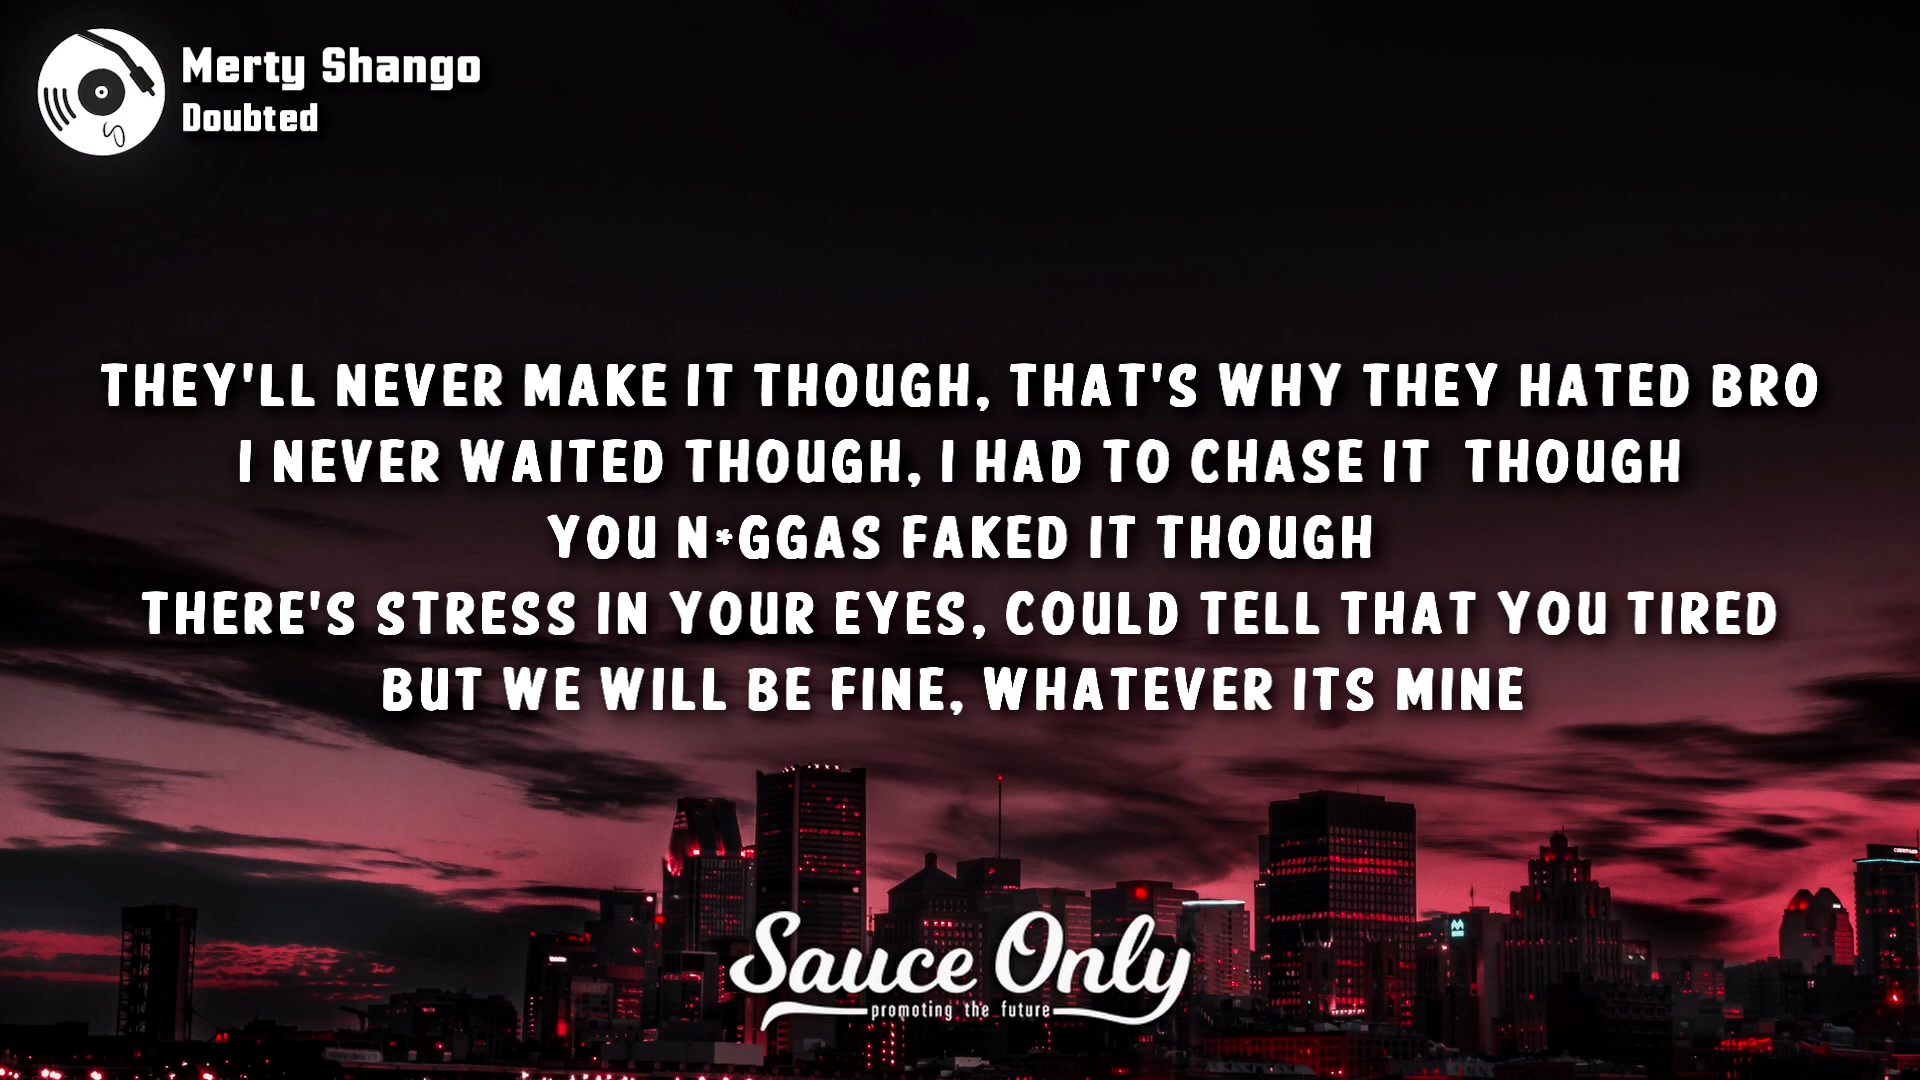 Merty Shango
Doubted
THEY'LL NEVER MAKE IT THOUGH, THAT'S WHY THEY HATED BRO
I NEVER WAITED THOUGH, I HAD TO CHASE IT  THOUGH
YOU N*GGAS FAKED IT THOUGH
THERE'S STRESS IN YOUR EYES, COULD TELL THAT YOU TIRED
BUT WE WILL BE FINE, WHATEVER ITS MINE
Sauce Only
promoting the future